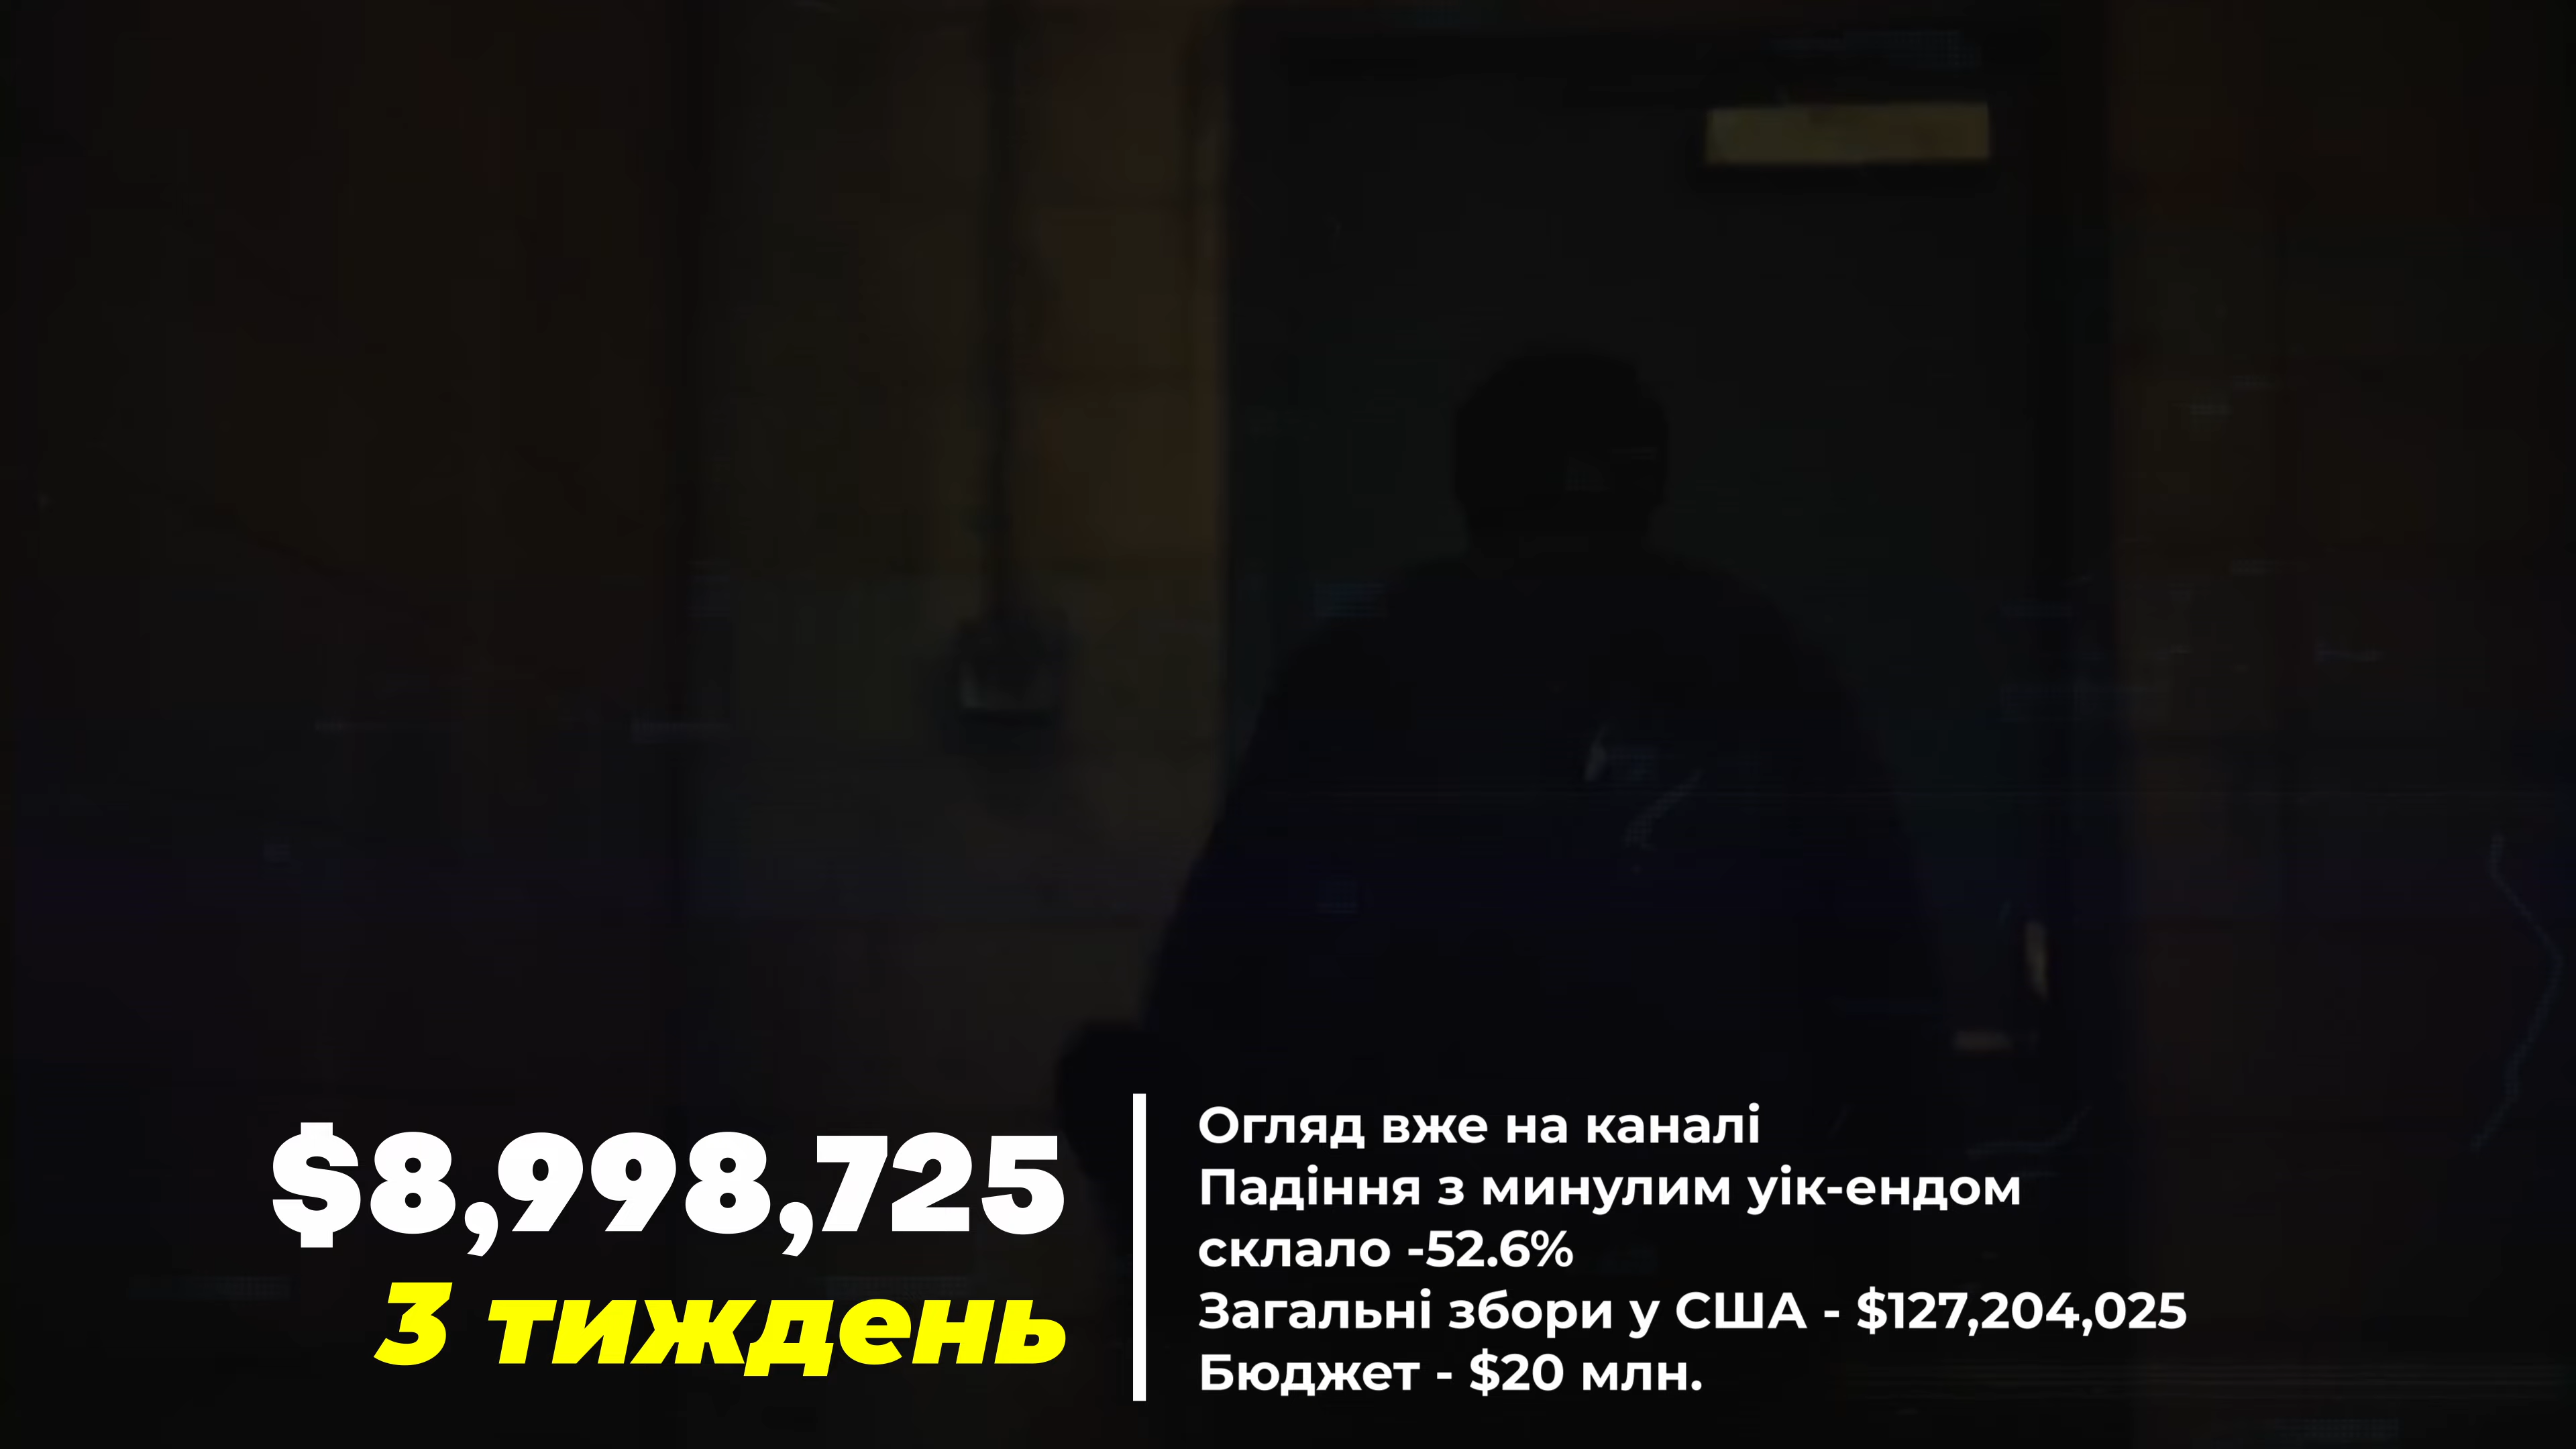 $8,998,725
3 тиждень
Огляд вже на каналі
Падіння з минулим уік-ендом
склало -52.6%
Загальні збори у США - $127,204,025
Бюджет - $20 млн.